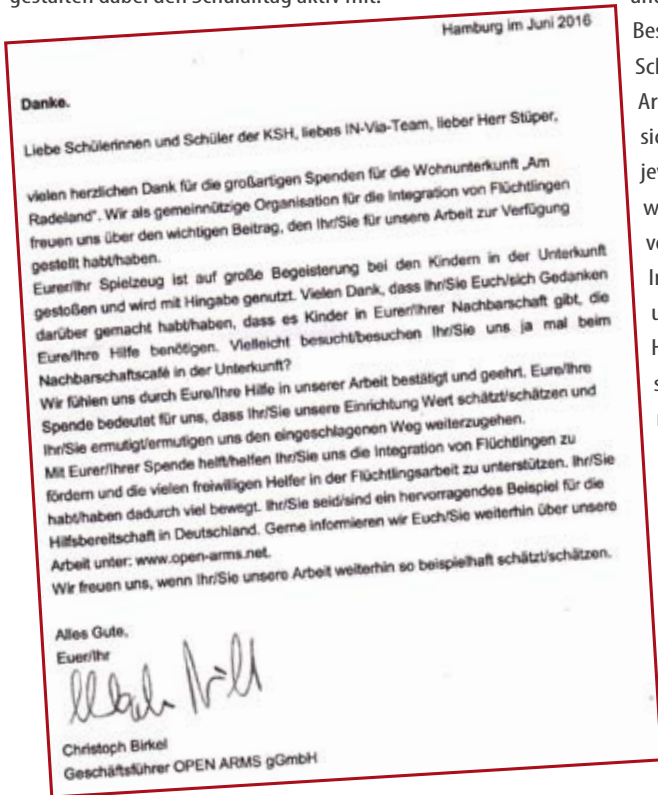 gestalten dabei den Schulalltag aktiv mit.
Hamburg im Juni 2016
Danke.
Liebe Schülerinnen und Schüler der KSH, liebes IN-Via-Team, lieber Herr Stüper,
vielen herzlichen Dank für die großartigen Spenden für die Wohnunterkunft „Am
Radeland“. Wir als gemeinnützige Organisation für die Integration von Flüchtlingen
freuen uns über den wichtigen Beitrag, den Ihr/Sie für unsere Arbeit zur Verfügung
gestellt habt/haben.
Eurer/Ihr Spielzeug ist auf große Begeisterung bei den Kindern in der Unterkunft
gestoßen und wird mit Hingabe genutzt. Vielen Dank, dass Ihr/Sie Euch/sich Gedanken
darüber gemacht habt/haben, dass es Kinder in Eurer/Ihrer Nachbarschaft gibt, die
Eure/Ihre Hilfe benötigen. Vielleicht besucht/besuchen Ihr/Sie uns ja mal beim
Nachbarschaftscafé in der Unterkunft?
Wir fühlen uns durch Eure/Ihre Hilfe in unserer Arbeit bestätigt und geehrt. Eure/Ihre
Spende bedeutet für uns, dass Ihr/Sie unsere Einrichtung Wert schätzt/schätzen und
Ihr/Sie ermutigt/ermutigen uns den eingeschlagenen Weg weiterzugehen.
Mit Eurer/Ihrer Spende helft/helfen Ihr/Sie uns die Integration von Flüchtlingen zu
fördern und die vielen freiwilligen Helfer in der Flüchtlingsarbeit zu unterstützen. Ihr/Sie
habt/haben dadurch viel bewegt. Ihr/Sie seid/sind ein hervorragendes Beispiel für die
Hilfsbereitschaft in Deutschland. Gerne informieren wir Euch/Sie weiterhin über unsere
Arbeit unter: www.open-arms.net.
Wir freuen uns, wenn Ihr/Sie unsere Arbeit weiterhin so beispielhaft schätzt/schätzen.
Alles Gute,
Euer/Ihr
Christoph Birkel
Geschäftsführer OPEN ARMS gGmbH